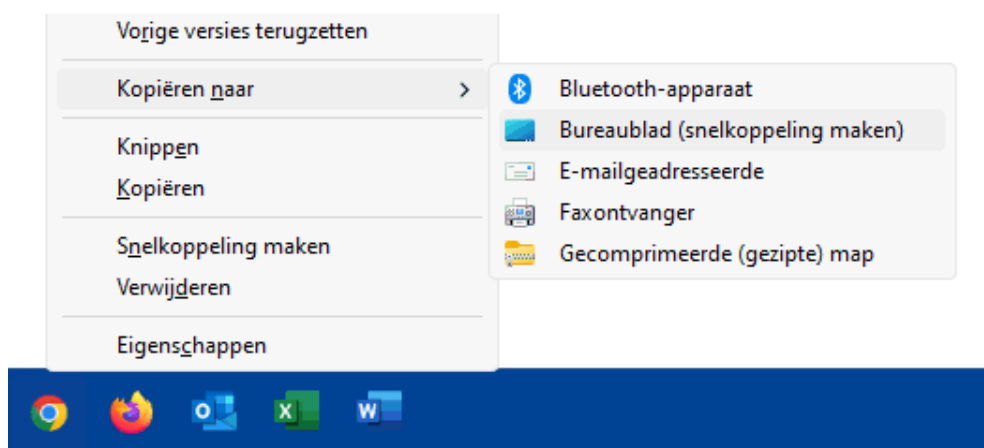 Vorige versies terugzetten
Kopiëren naar
Knippen
Kopiëren
Snelkoppeling maken
Verwijderen
Eigenschappen
Bluetooth-apparaat
Bureaublad (snelkoppeling maken)
E-mailgeadresseerde
Faxontvanger
Gecomprimeerde (gezipte) map
O
X
W